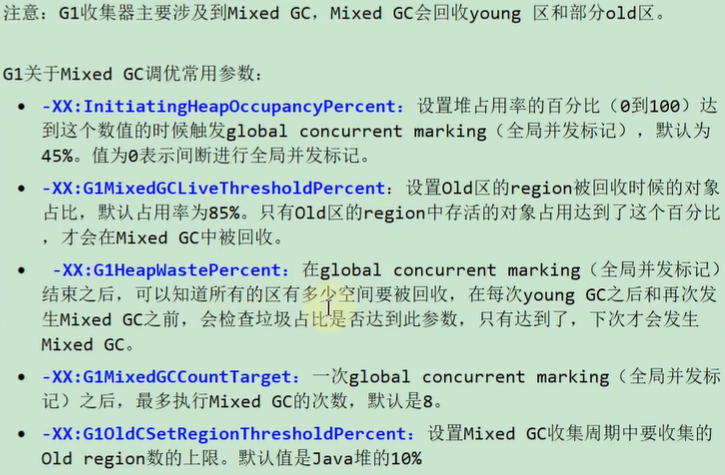 注意：G1收集器主要涉及到Mixed GC，Mixed GC会回收young 区和部分old区。
G1关于Mixed GC调优常用参数：
• -XX:InitiatingHeapOccupancyPercent：设置堆占用率的百分比（0到100）达
到这个数值的时候触发global concurrent marking（全局并发标记），默认为
45%。值为0表示间断进行全局并发标记。
• -XX:G1MixedGCLiveThresholdPercent：设置Old区的region被回收时候的对象
占比，默认占用率为85%。只有Old区的region中存活的对象占用达到了这个百分比
，才会在Mixed GC中被回收。
• -XX:G1HeapWastePercent：在global concurrent marking（全局并发标记）
结束之后，可以知道所有的区有多少空间要被回收，在每次young GC之后和再次发
生Mixed GC之前，会检查垃圾占比是否达到此参数，只有达到了，下次才会发生
Mixed GC。
• -XX:G1MixedGCCountTarget：一次global concurrent marking（全局并发标
记）之后，最多执行Mixed GC的次数，默认是8。
• -XX:G1OldCSetRegionThresholdPercent：设置Mixed GC收集周期中要收集的
Old region数的上限。默认值是Java堆的10%